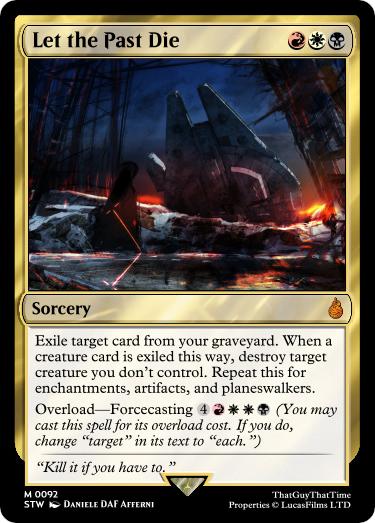 Let the Past Die
Sorcery
Exile target card from your graveyard. When a
creature card is exiled this way, destroy target
creature you don't control. Repeat this for
enchantments, artifacts, and planeswalkers.
Overload—Forcecasting 4 (You may
cast this spell for its overload cost. If you do,
change "target" in its text to "each.")
"Kill it if you have to."
M 0092
ThatGuyThatTime
STW Daniele DAF Afferni
Properties © LucasFilms LTD